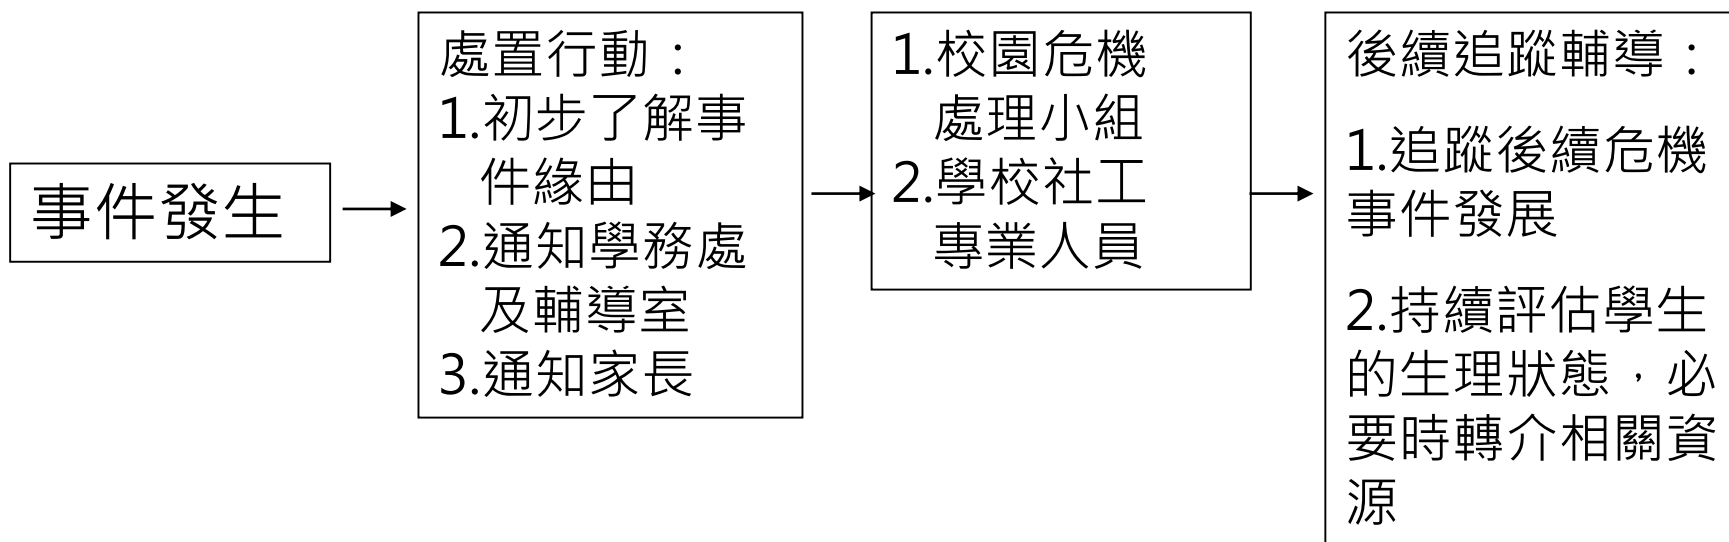 事件發生
處置行動：
1.初步了解事
件緣由
2.通知學務處
及輔導室
3.通知家長
1.校園危機
處理小組
2.學校社工
專業人員
後續追蹤輔導：
1.追蹤後續危機
事件發展
2.持續評估學生
的生理狀態，必
要時轉介相關資
源